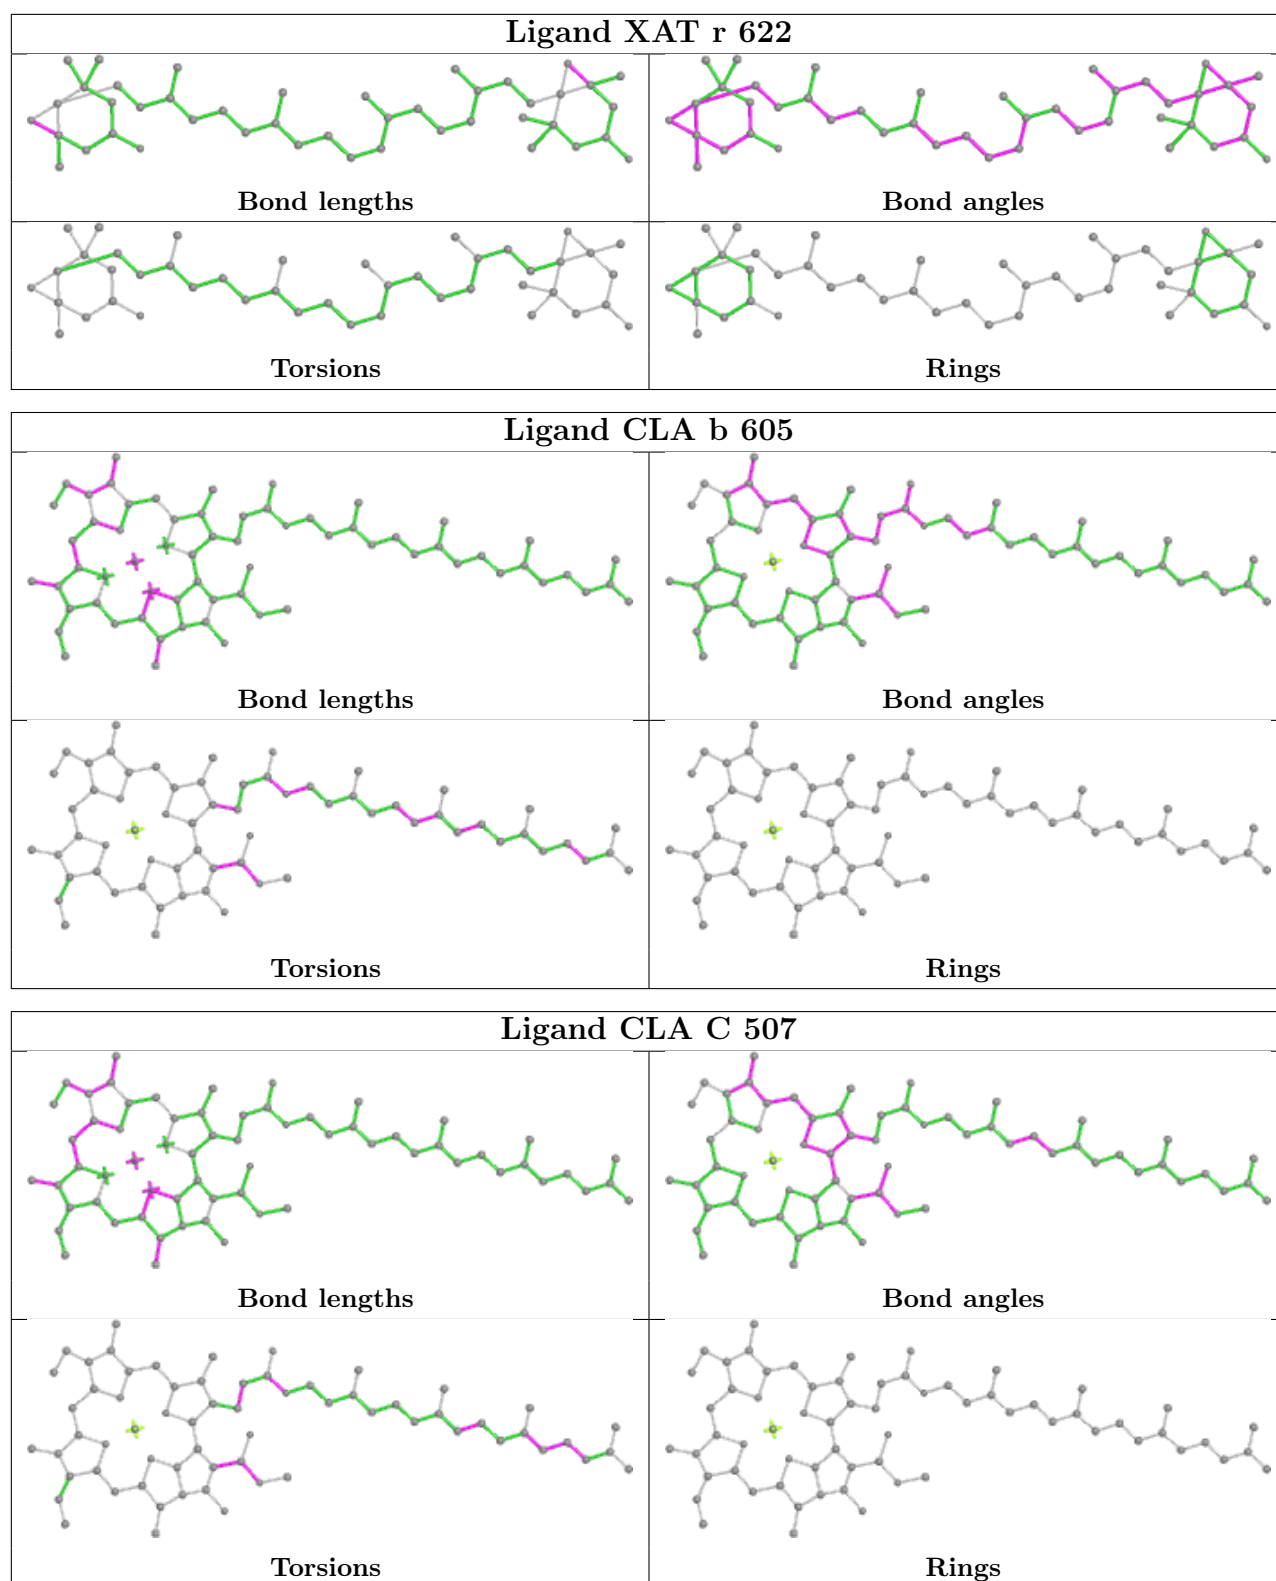 Ligand XAT r 622
Bond lengths
Bond angles
Torsions
Rings
Ligand CLA b 605
Bond lengths
Bond angles
Torsions
Rings
Ligand CLA C 507
Bond lengths
Bond angles
Torsions
Rings